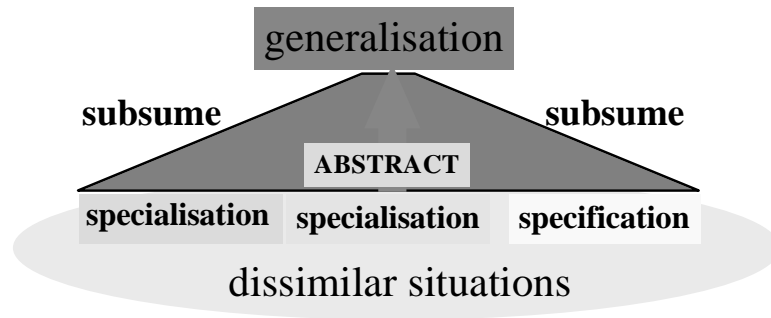 generalisation
subsume subsume
ABSTRACT
specialisation specialisation specification
dissimilar situations